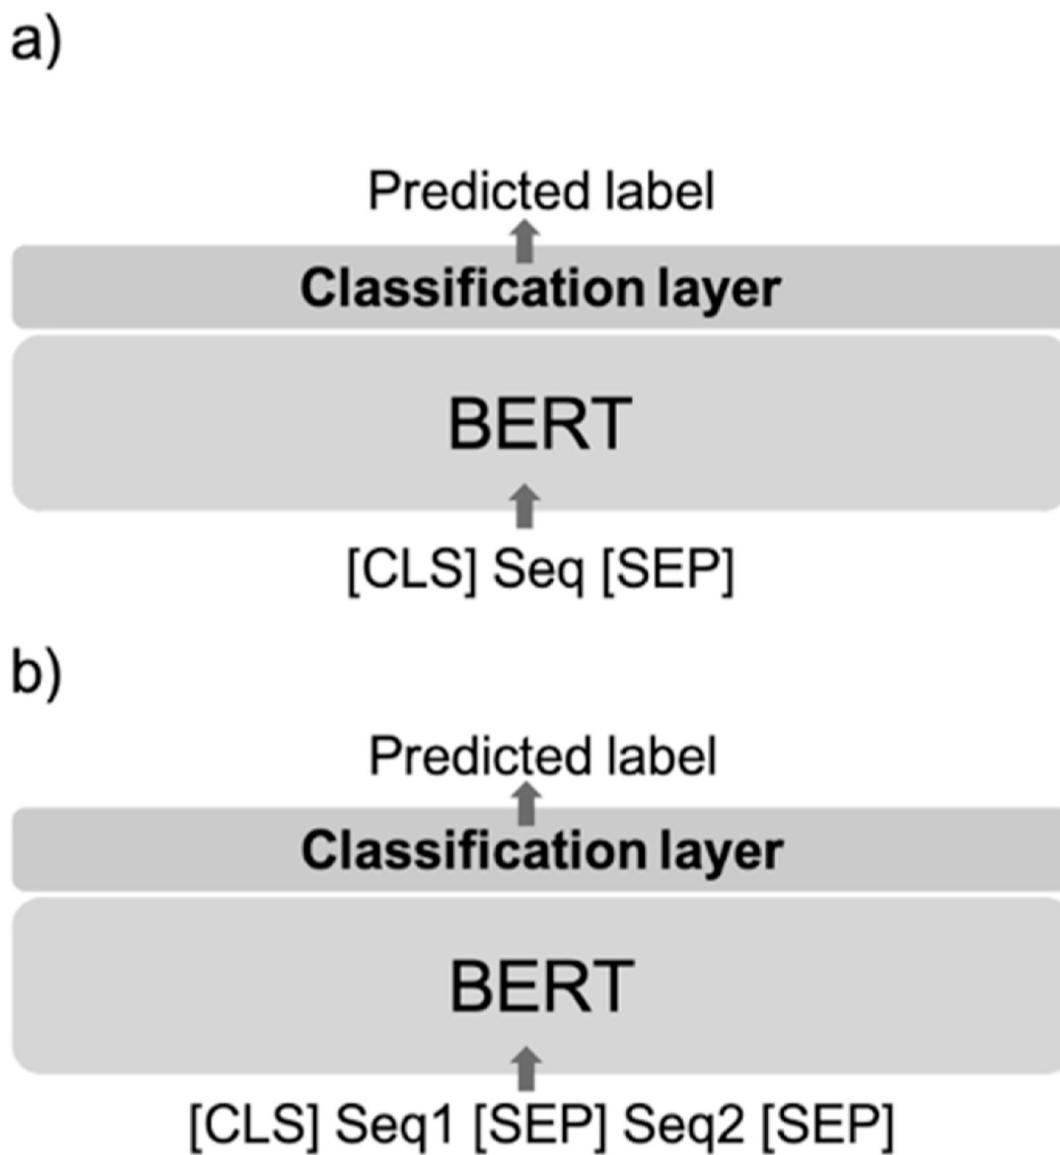 a)
Predicted label
Classification layer
BERT
[CLS] Seq [SEP]
b)
Predicted label
Classification layer
BERT
[CLS] Seq1 [SEP] Seq2 [SEP]